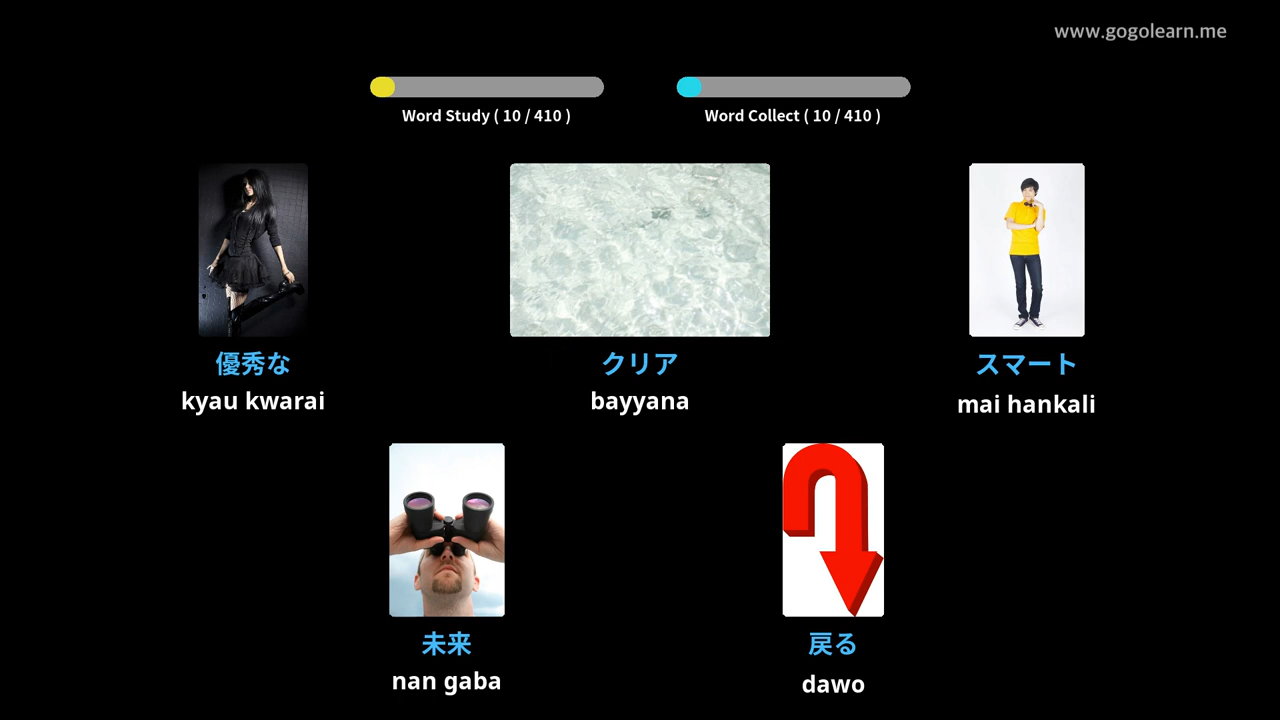 www.gogolearn.me
Word Study ( 10 / 410 )
Word Collect ( 10 / 410 )
優秀な
kyau kwarai
クリア
bayyana
スマート
mai hankali
未来
nan gaba
戻る
dawo